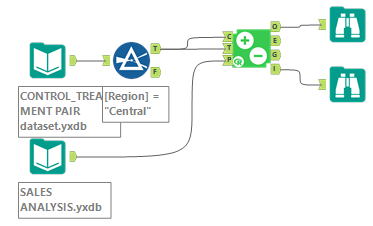 T
F
C
T
P
O
E
G
I
CONTROL_TREA
MENT PAIR
dataset.yxdb
[Region] =
"Central"
SALES
ANALYSIS.yxdb